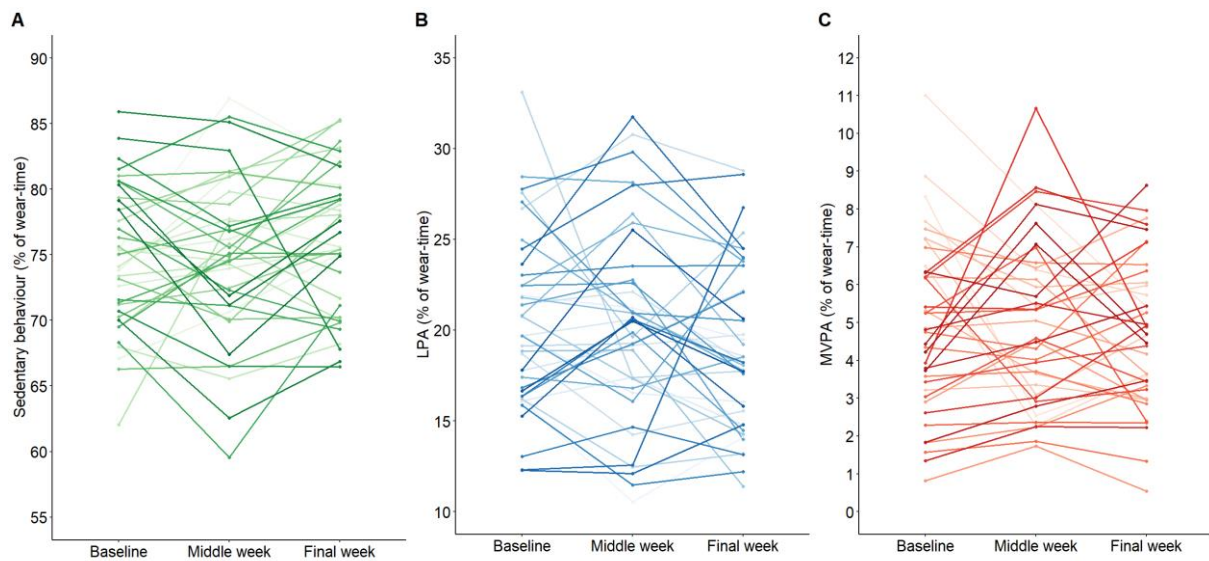 A
Sedentary behaviour (% of wear-time)
90
85
80
75
70
65
60
55
Baseline
Middle week
Final week
B
LPA (% of wear-time)
35
30
25
20
15
10
Baseline
Middle week
Final week
C
MVPA (% of wear-time)
12
11
10
9
8
7
6
5
4
3
2
1
0
Baseline
Middle week
Final week